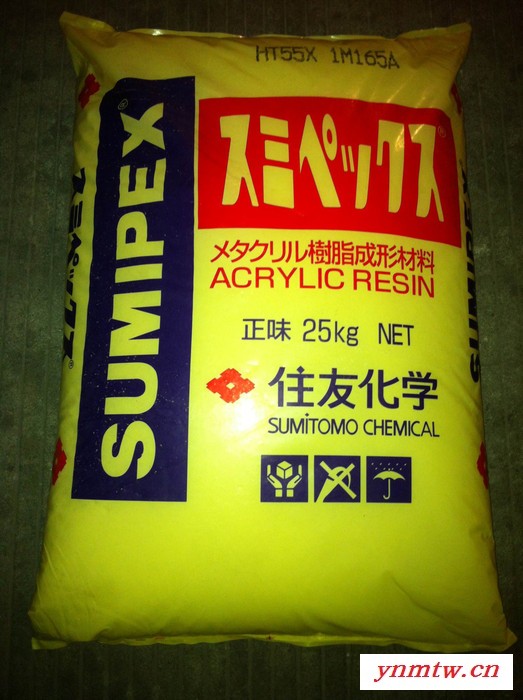 HT55X 1M165A
SUMIPEX®
スミペックス®
メタクリル樹脂成形材料
ACRYLIC RESIN
正味 25kg NET
住友化学
SUMITOMO CHEMICAL
スミペックス®
SUMIPEX
ynmtw.cn